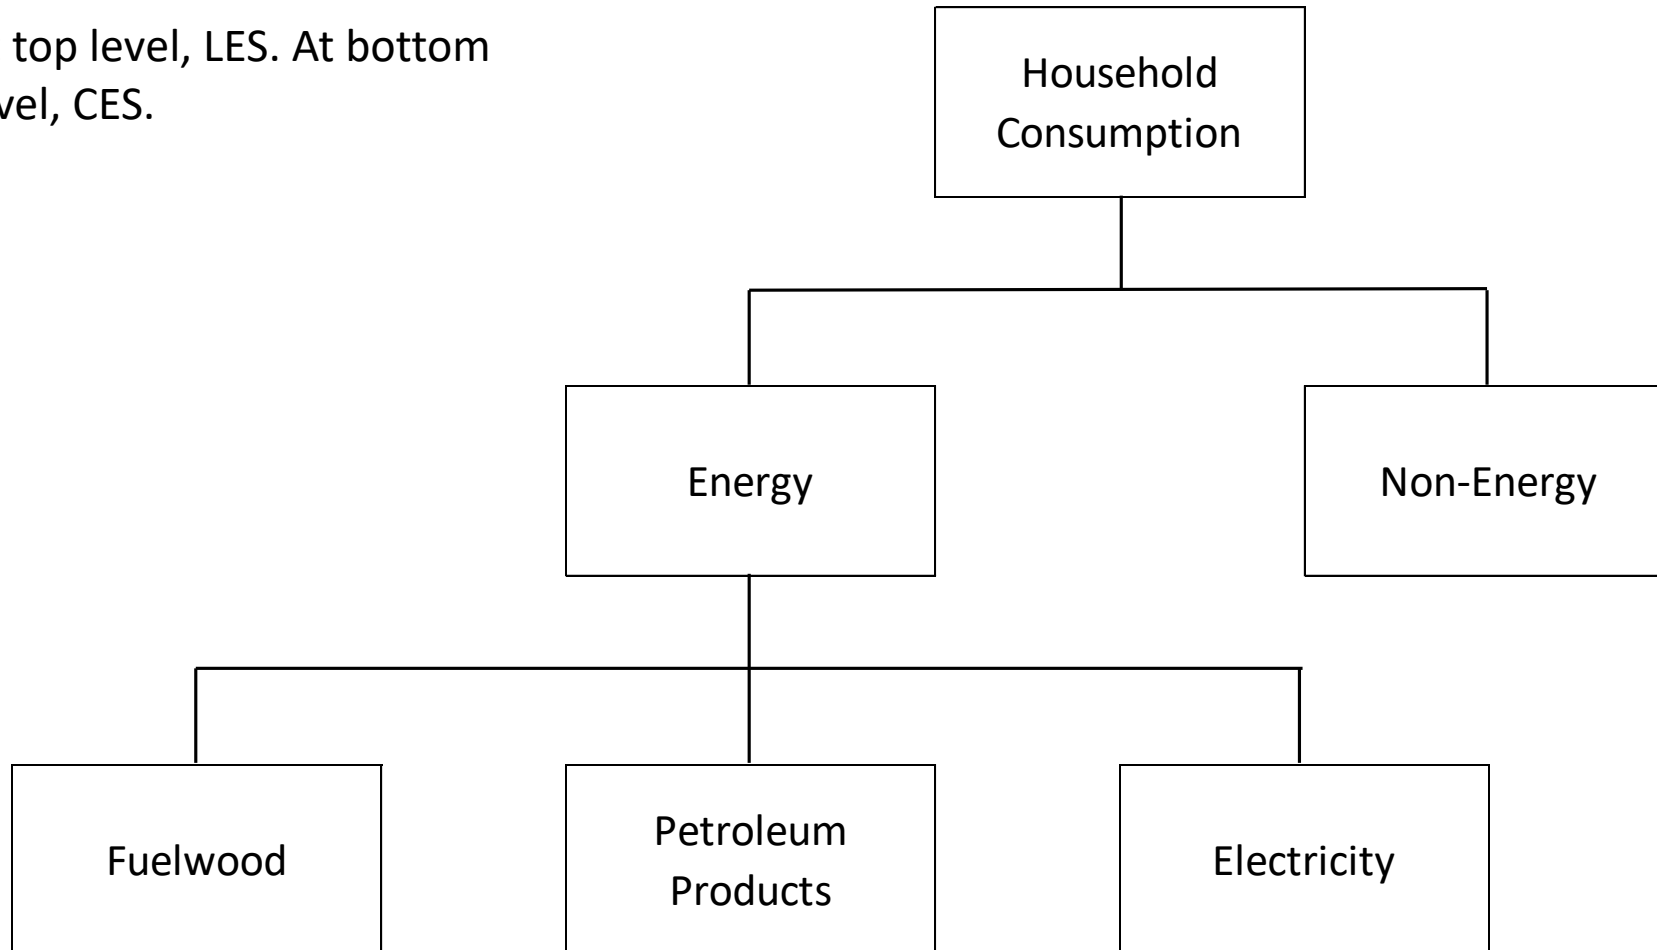 top level, LES. At bottom
vel, CES.
Household
Consumption
Energy
Non-Energy
Fuelwood
Petroleum
Products
Electricity